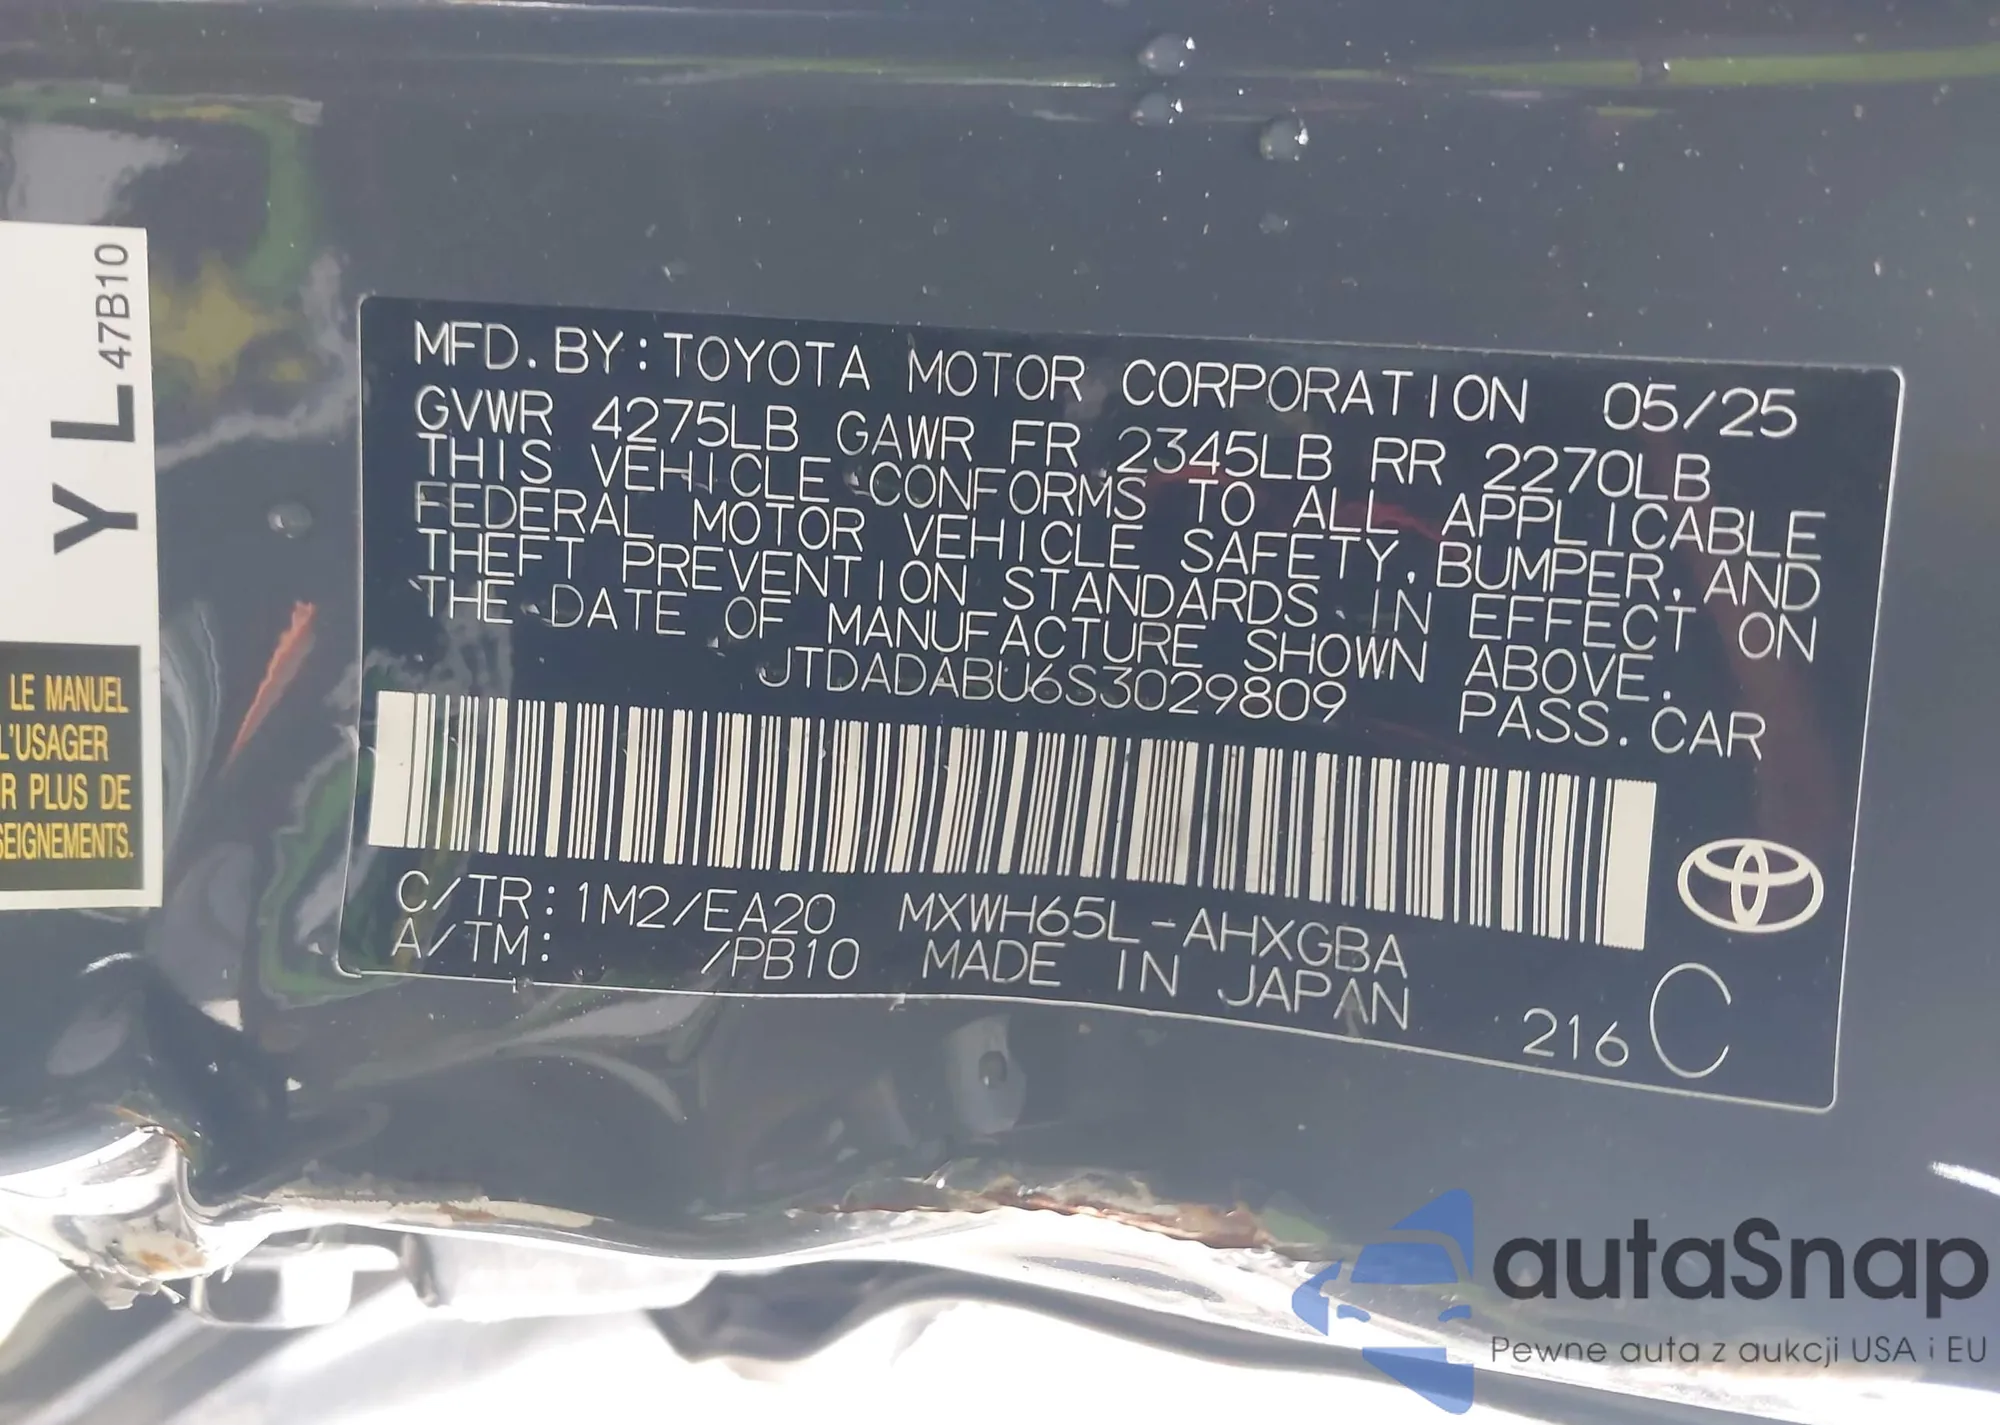 YL 47B10
LE MANUEL
L'USAGER
R PLUS DE
SEIGNEMENTS.
MFD. BY: TOYOTA MOTOR CORPORATION 05/25
GVWR 4275LB GAWR FR 2345LB RR 2270LB
THIS VEHICLE CONFORMS TO ALL APPLICABLE
FEDERAL MOTOR VEHICLE SAFETY, BUMPER, AND
THEFT PREVENTION STANDARDS IN EFFECT ON
THE DATE OF MANUFACTURE SHOWN ABOVE.
JTDADABU6S3029809 PASS. CAR
C/TR: 1M2/EA20 MXWH65L-AHXGBA
A/TM: /PB10 MADE IN JAPAN
216 C
autaSnap
Pewne auta z aukcji USA i EU